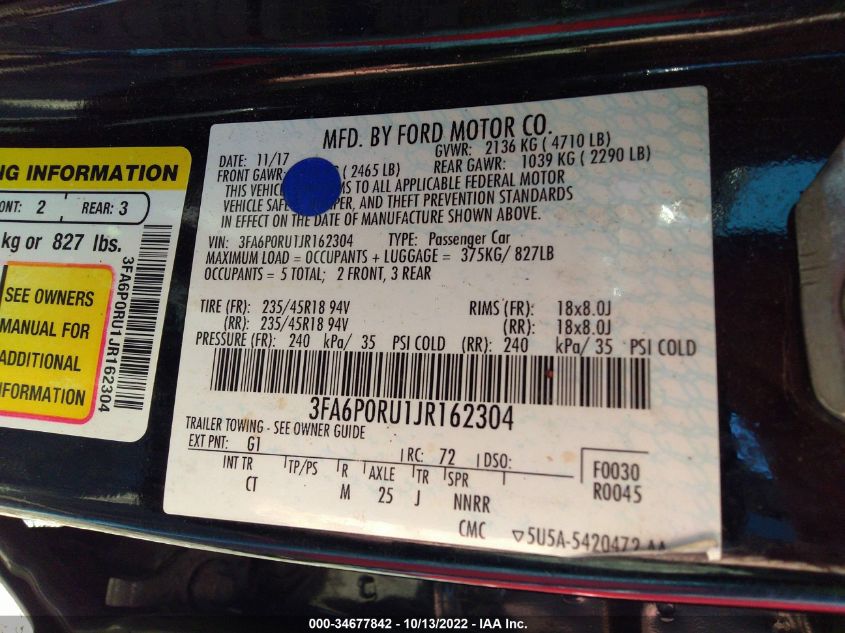 MFD. BY FORD MOTOR CO.
DATE: 11/17 GVWR: 2136 KG ( 4710 LB)
FRONT GAWR: ( 2465 LB) REAR GAWR: 1039 KG ( 2290 LB)
THIS TO ALL APPLICABLE FEDERAL MOTOR
VEHICLE AND THEFT PREVENTION STANDARDS
IN EFFECT ON THE DATE OF MANUFACTURE SHOWN ABOVE.
VIN: 3FA6P0RU1JR162304 TYPE: Passenger Car
MAXIMUM LOAD = OCCUPANTS + LUGGAGE = 375KG/ 827LB
OCCUPANTS = 5 TOTAL; 2 FRONT, 3 REAR
TIRE (FR): 235/45R18 94V RIMS (FR): 18x8.0J
(RR): 235/45R18 94V (RR): 18x8.0J
PRESSURE (FR): 240 kPa/ 35 PSI COLD (RR): 240 kPa/ 35 PSI COLD
3FA6P0RU1JR162304
TRAILER TOWING - SEE OWNER GUIDE
EXT PNT: G1 RC: 72 DSO:
INT TR TP/PS R AXLE TR SPR F0030
CT M 25 J NNRR R0045
CMC ▽5U5A-5420472
INFORMATION
2 REAR: 3
kg or 827 lbs.
SEE OWNERS
MANUAL FOR
ADDITIONAL
3FA6P0RU1JR162304
000-34677842 - 10/13/2022 - IAA Inc.